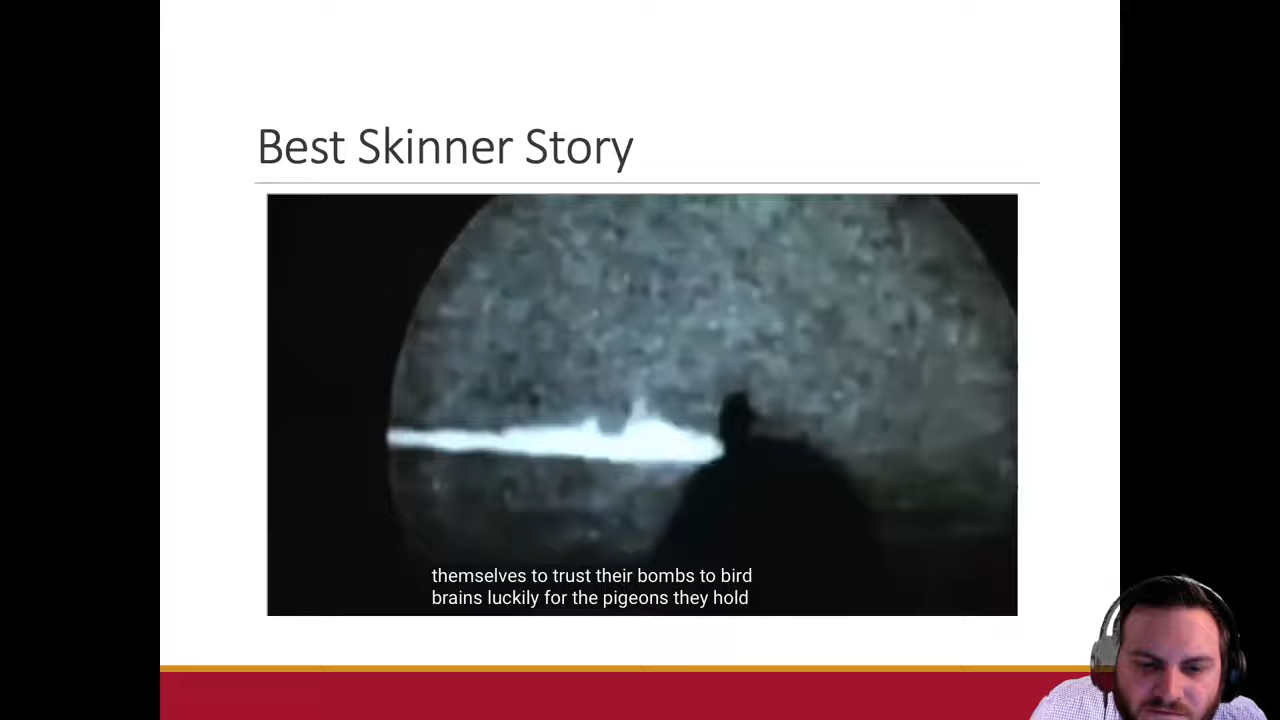 Best Skinner Story
themselves to trust their bombs to bird
brains luckily for the pigeons they hold